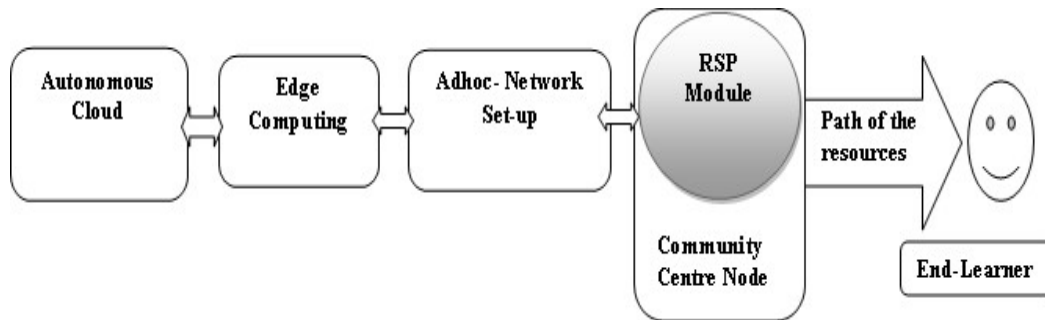 Autonomous
Cloud
Edge
Computing
Adhoc- Network
Set-up
RSP
Module
Community
Centre Node
Path of the
resources
End-Learner